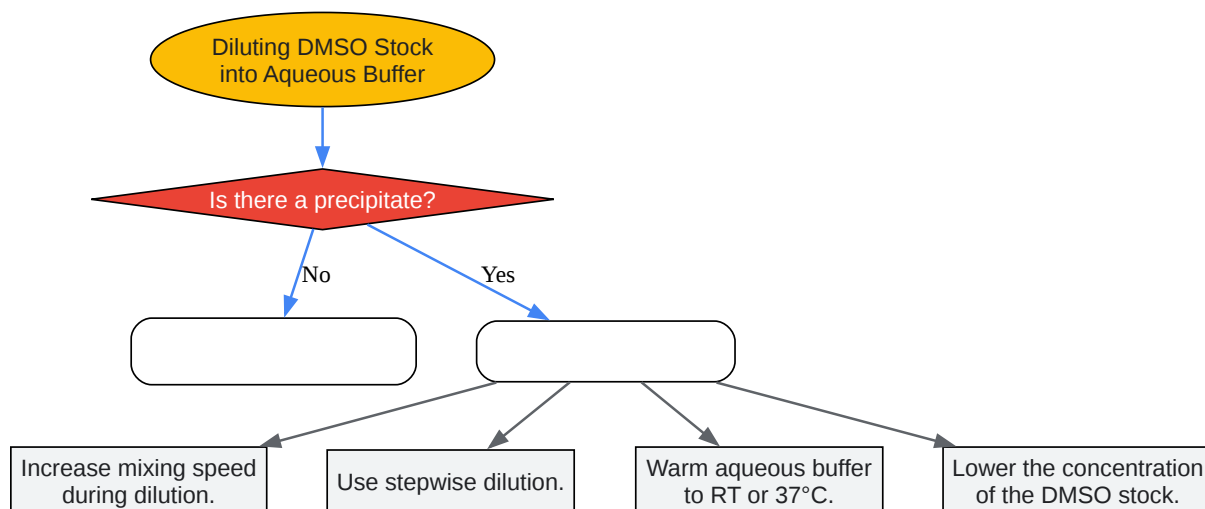 Diluting DMSO Stock
into Aqueous Buffer
Is there a precipitate?
No
Yes
Increase mixing speed
during dilution.
Use stepwise dilution.
Warm aqueous buffer
to RT or 37°C.
Lower the concentration
of the DMSO stock.